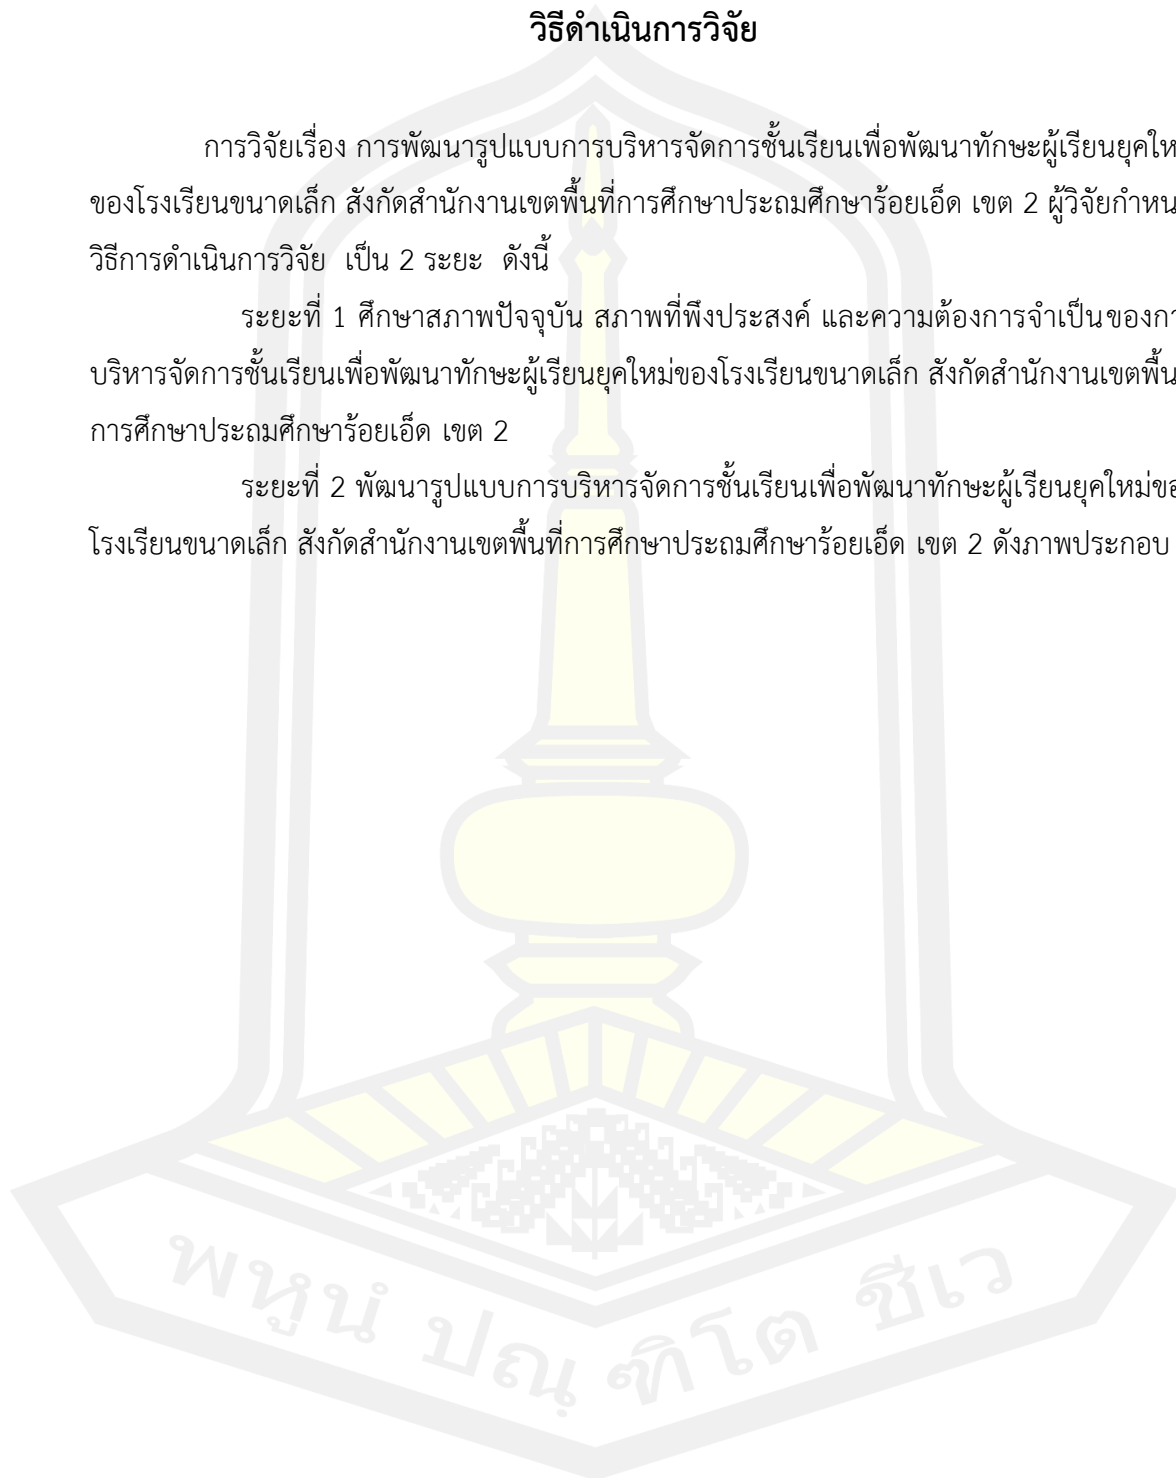 วิธีดำเนินการวิจัย
การวิจัยเรื่อง การพัฒนารูปแบบการบริหารจัดการชั้นเรียนเพื่อพัฒนาทักษะผู้เรียนยุคให
ของโรงเรียนขนาดเล็ก สังกัดสำนักงานเขตพื้นที่การศึกษาประถมศึกษาร้อยเอ็ด เขต 2 ผู้วิจัยกำหน
วิธีการดำเนินการวิจัย เป็น 2 ระยะ ดังนี้
ระยะที่ 1 ศึกษาสภาพปัจจุบัน สภาพที่พึงประสงค์ และความต้องการจำเป็นของกา
บริหารจัดการชั้นเรียนเพื่อพัฒนาทักษะผู้เรียนยุคใหม่ของโรงเรียนขนาดเล็ก สังกัดสำนักงานเขตพื้น
การศึกษาประถมศึกษาร้อยเอ็ด เขต 2
ระยะที่ 2 พัฒนารูปแบบการบริหารจัดการชั้นเรียนเพื่อพัฒนาทักษะผู้เรียนยุคใหม่ขอ
โรงเรียนขนาดเล็ก สังกัดสำนักงานเขตพื้นที่การศึกษาประถมศึกษาร้อยเอ็ด เขต 2 ดังภาพประกอบ
พหูนํ ปณฺฑิโต ชีเว